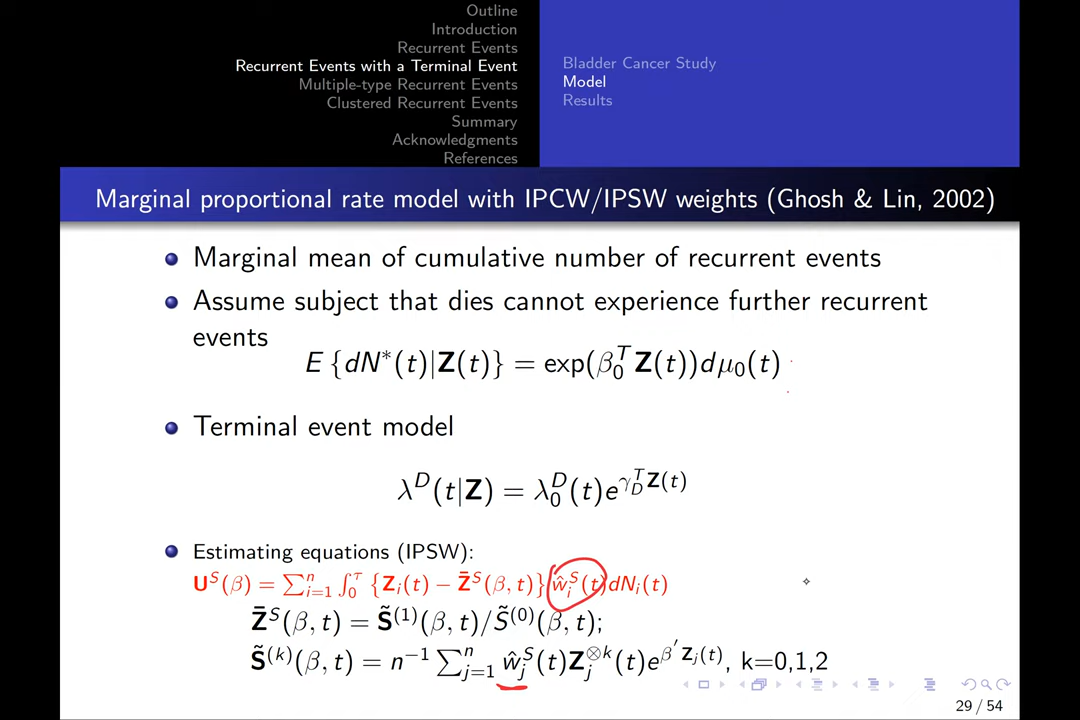 Outline
Introduction
Recurrent Events
Recurrent Events with a Terminal Event
Multiple-type Recurrent Events
Clustered Recurrent Events
Summary
Acknowledgments
References
Bladder Cancer Study
Model
Results
Marginal proportional rate model with IPCW/IPSW weights (Ghosh & Lin, 2002)
Marginal mean of cumulative number of recurrent events
Assume subject that dies cannot experience further recurrent
events
E {dN*(t)|Z(t)} = exp(β₀ᵀ Z(t))dμ₀(t)
Terminal event model
λᴰ(t|Z) = λ₀ᴰ(t)e^{γ_D^T Z(t)}
Estimating equations (IPSW):
Uˢ(β) = ∑ᵢ₌₁ⁿ ∫₀^τ {Zᵢ(t) − Z̄ˢ(β, t)} ŵᵢˢ(t)dNᵢ(t)
Z̄ˢ(β, t) = S̃⁽¹⁾(β, t)/S̃⁽⁰⁾(β, t);
S̃⁽ᵏ⁾(β, t) = n⁻¹ ∑ⱼ₌₁ⁿ ŵⱼˢ(t)Zⱼ^{⊗k}(t)e^{β′Zⱼ(t)}, k=0,1,2
29 / 54